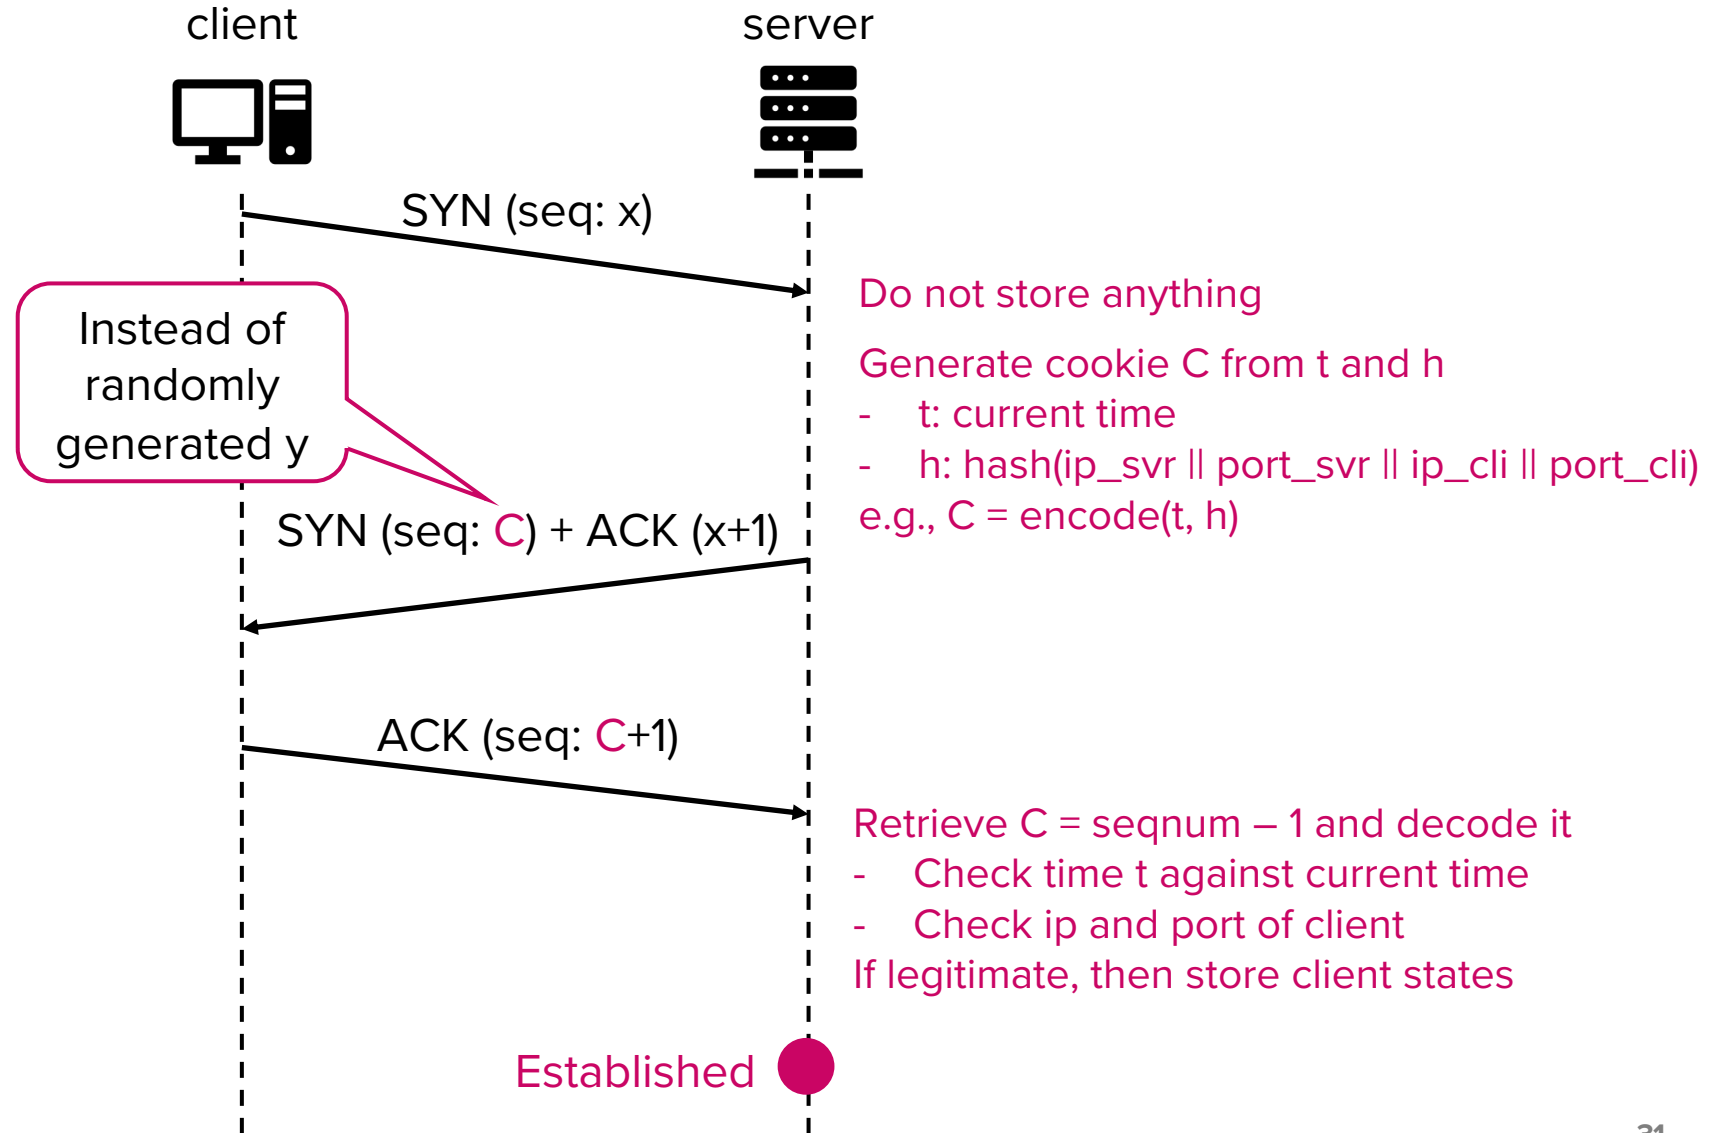 client
server
SYN (seq: x)
Do not store anything
Instead of
randomly
generated y
Generate cookie C from t and h
- t: current time
- h: hash(ip_svr || port_svr || ip_cli || port_cli)
e.g., C = encode(t, h)
SYN (seq: C) + ACK (x+1)
ACK (seq: C+1)
Retrieve C = seqnum – 1 and decode it
- Check time t against current time
- Check ip and port of client
If legitimate, then store client states
Established
31